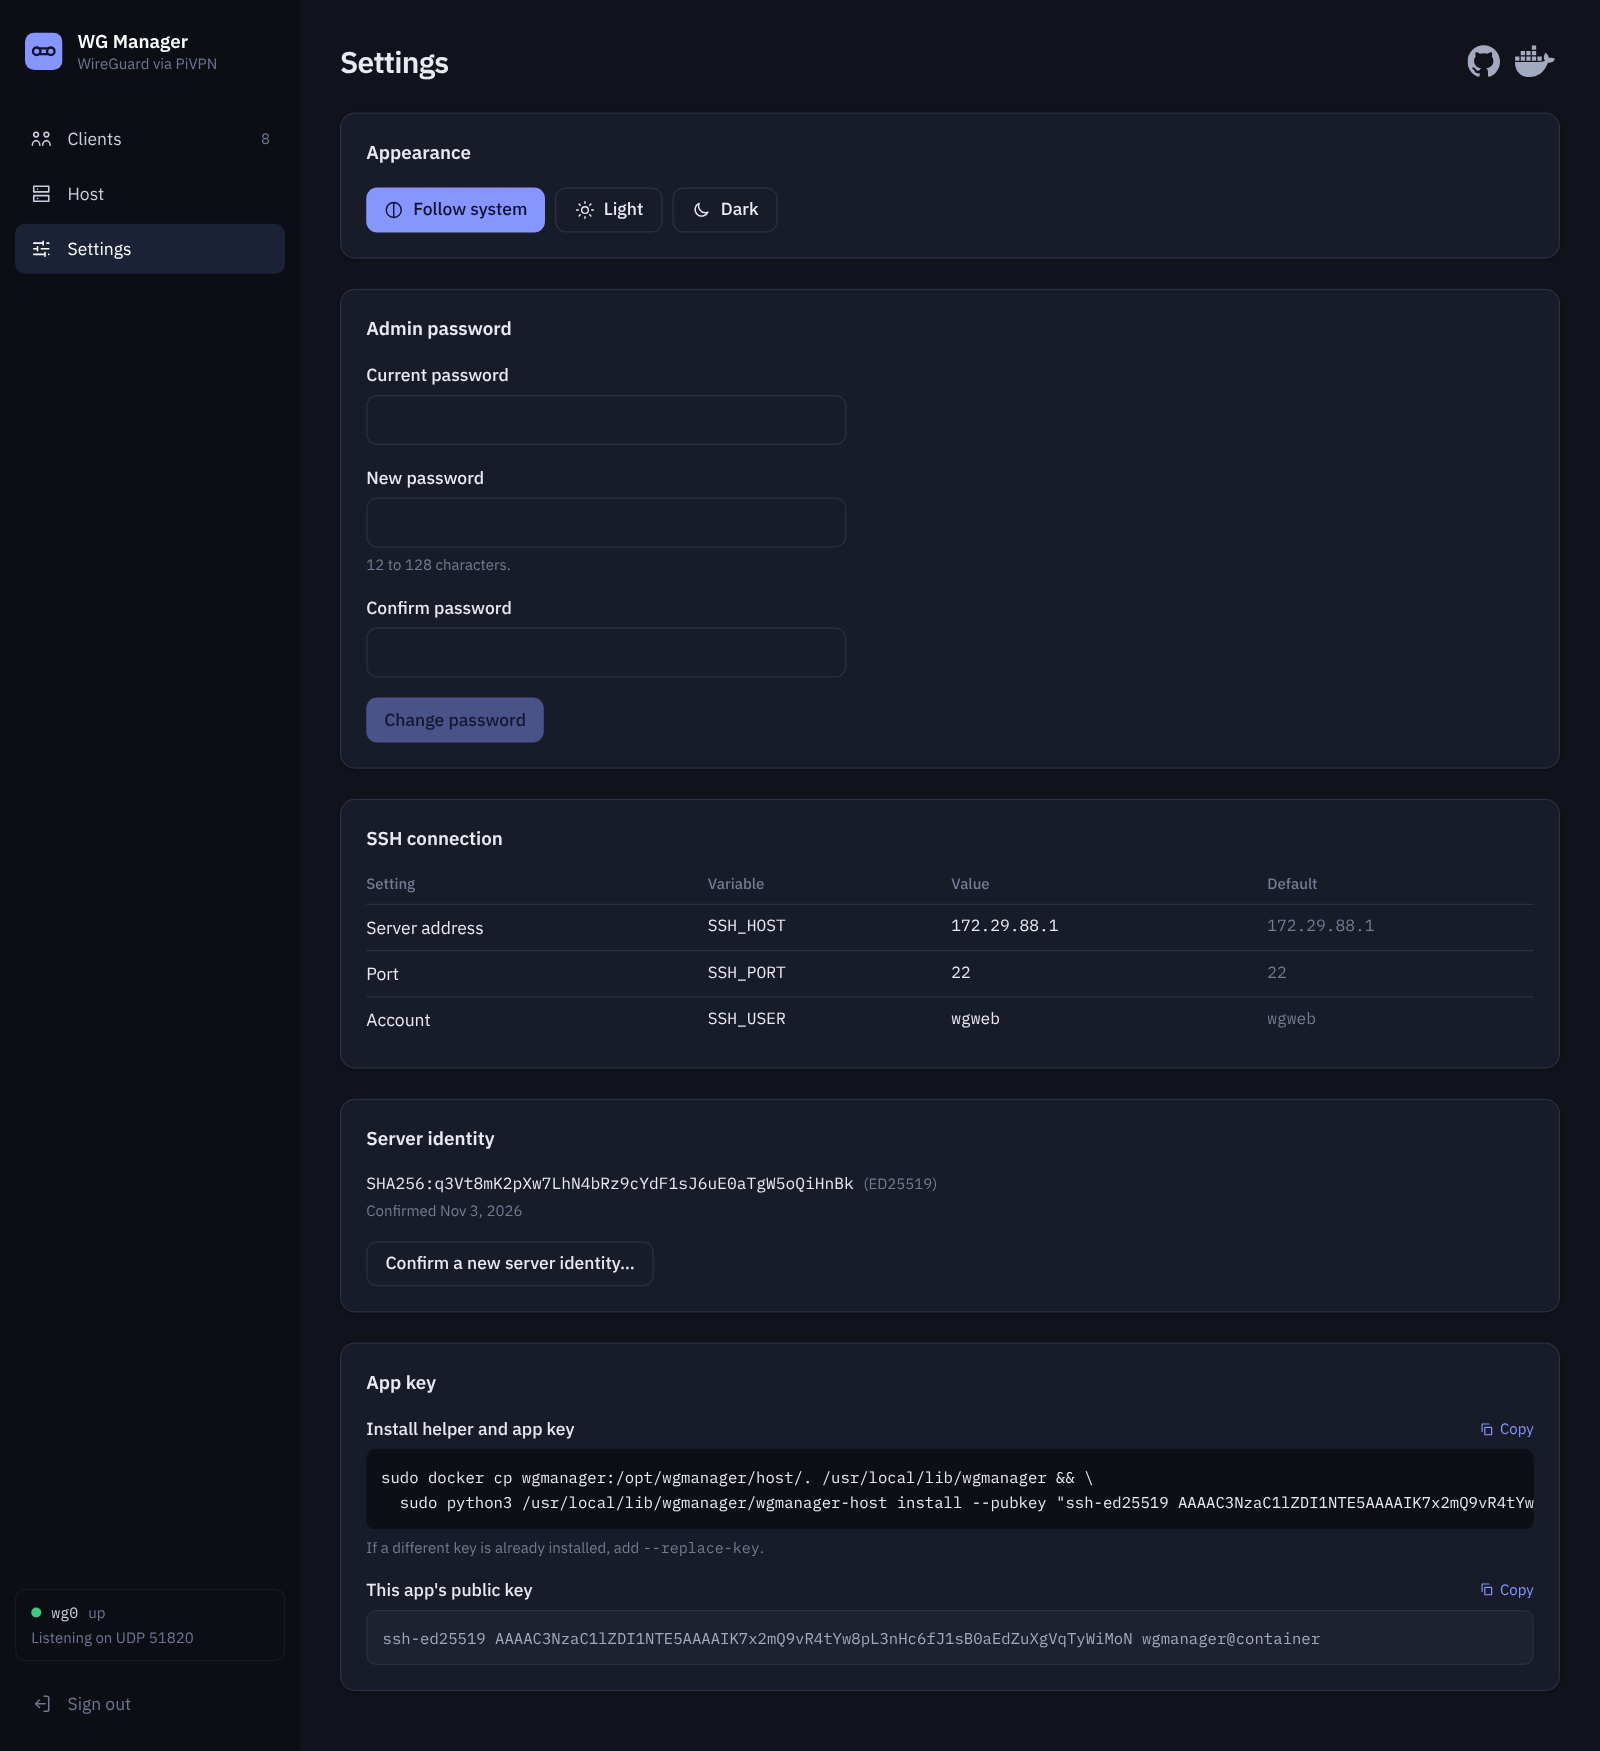 WG Manager
WireGuard via PiVPN
Clients 8
Host
Settings
wg0 up
Listening on UDP 51820
Sign out
Settings
Appearance
Follow system Light Dark
Admin password
Current password
New password
12 to 128 characters.
Confirm password
Change password
SSH connection
Setting Variable Value Default
Server address SSH_HOST 172.29.88.1 172.29.88.1
Port SSH_PORT 22 22
Account SSH_USER wgweb wgweb
Server identity
SHA256:q3Vt8mK2pXw7LhN4bRz9cYdF1sJ6uE0aTgW5oQiHnBk (ED25519)
Confirmed Nov 3, 2026
Confirm a new server identity...
App key
Install helper and app key Copy
sudo docker cp wgmanager:/opt/wgmanager/host/. /usr/local/lib/wgmanager && \
sudo python3 /usr/local/lib/wgmanager/wgmanager-host install --pubkey "ssh-ed25519 AAAAC3NzaC1lZDI1NTE5AAAAIK7x2mQ9vR4tYw
If a different key is already installed, add --replace-key.
This app's public key Copy
ssh-ed25519 AAAAC3NzaC1lZDI1NTE5AAAAIK7x2mQ9vR4tYw8pL3nHc6fJ1sB0aEdZuXgVqTyWiMoN wgmanager@container